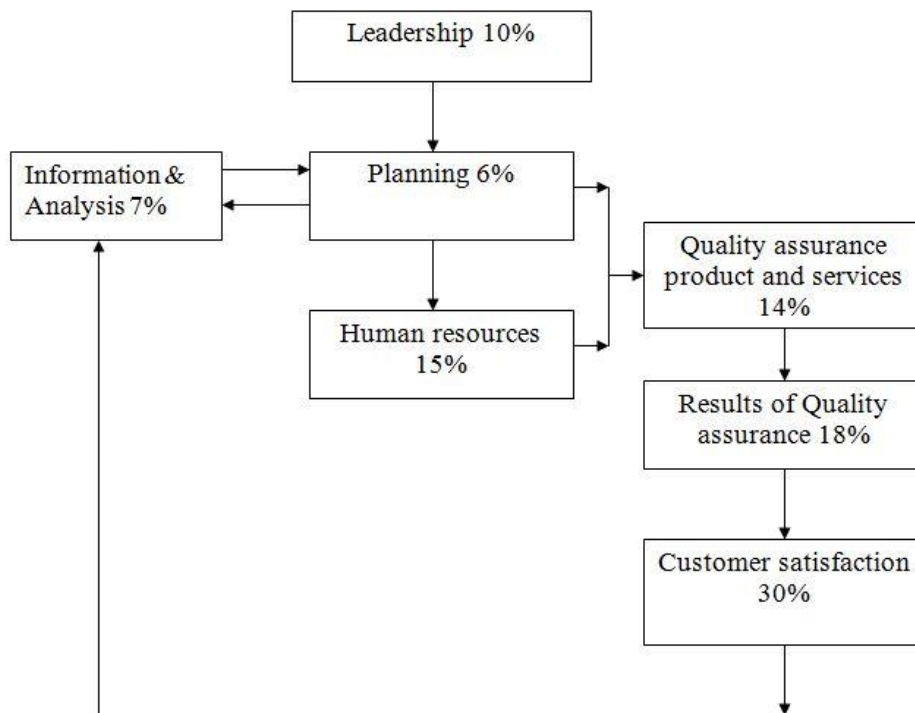 Leadership 10%
Information &
Analysis 7%
Planning 6%
Quality assurance
product and services
14%
Human resources
15%
Results of Quality
assurance 18%
Customer satisfaction
30%